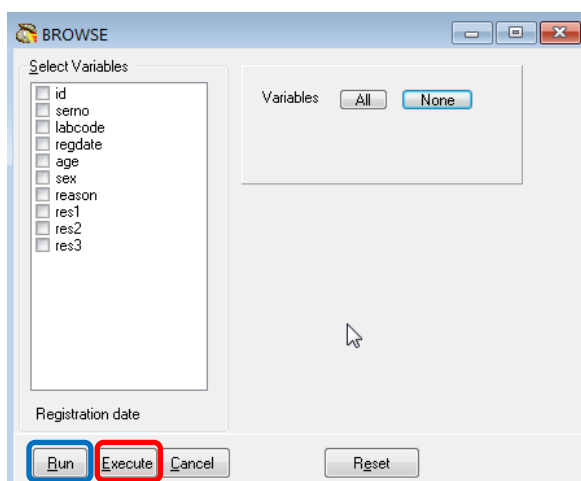 BROWSE
Select Variables
id
serno
labcode
regdate
age
sex
reason
res1
res2
res3
Variables All None
Registration date
Run Execute Cancel Reset